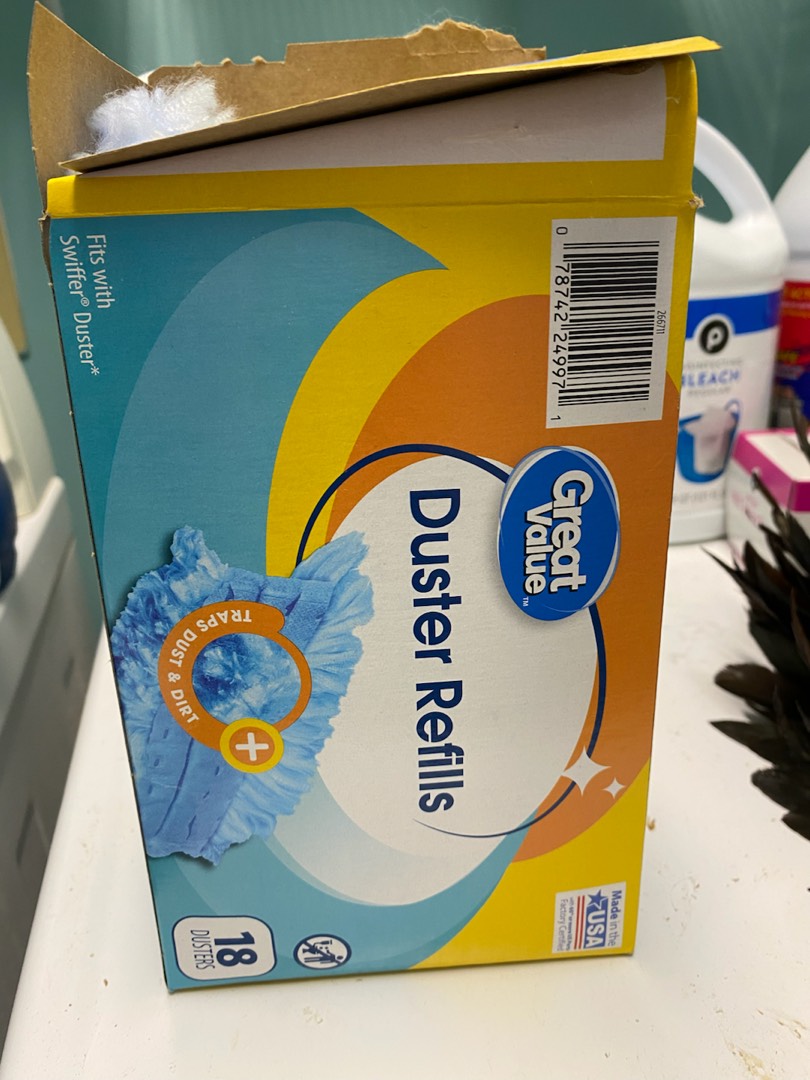 Fits with
Swiffer® Duster*
266711
0 78742 24997 1
Great
Value™
Duster Refills
TRAPS DUST & DIRT
+
18
DUSTERS
Made in the
USA
Factory Certified
P
BLEACH